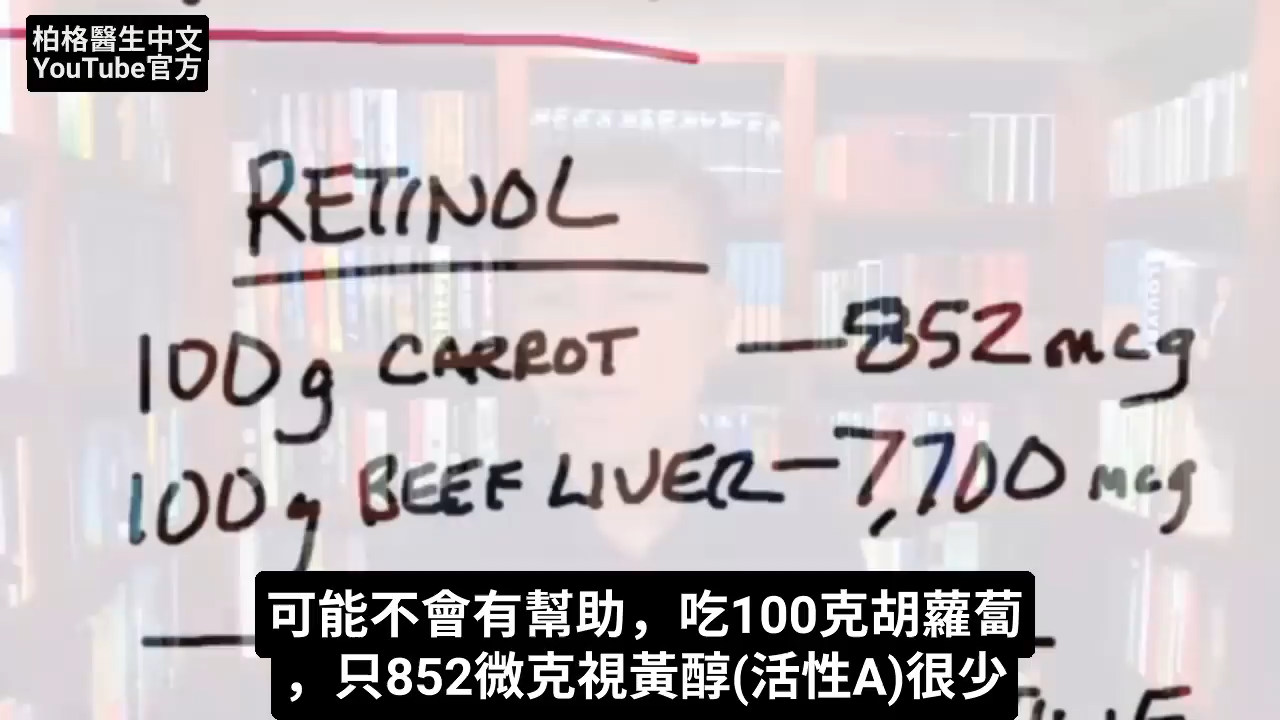 柏格醫生中文
YouTube官方
RETINOL
100g CARROT —852mcg
100g BEEF LIVER—7,700 mcg
可能不會有幫助，吃100克胡蘿蔔
，只852微克視黃醇(活性A)很少